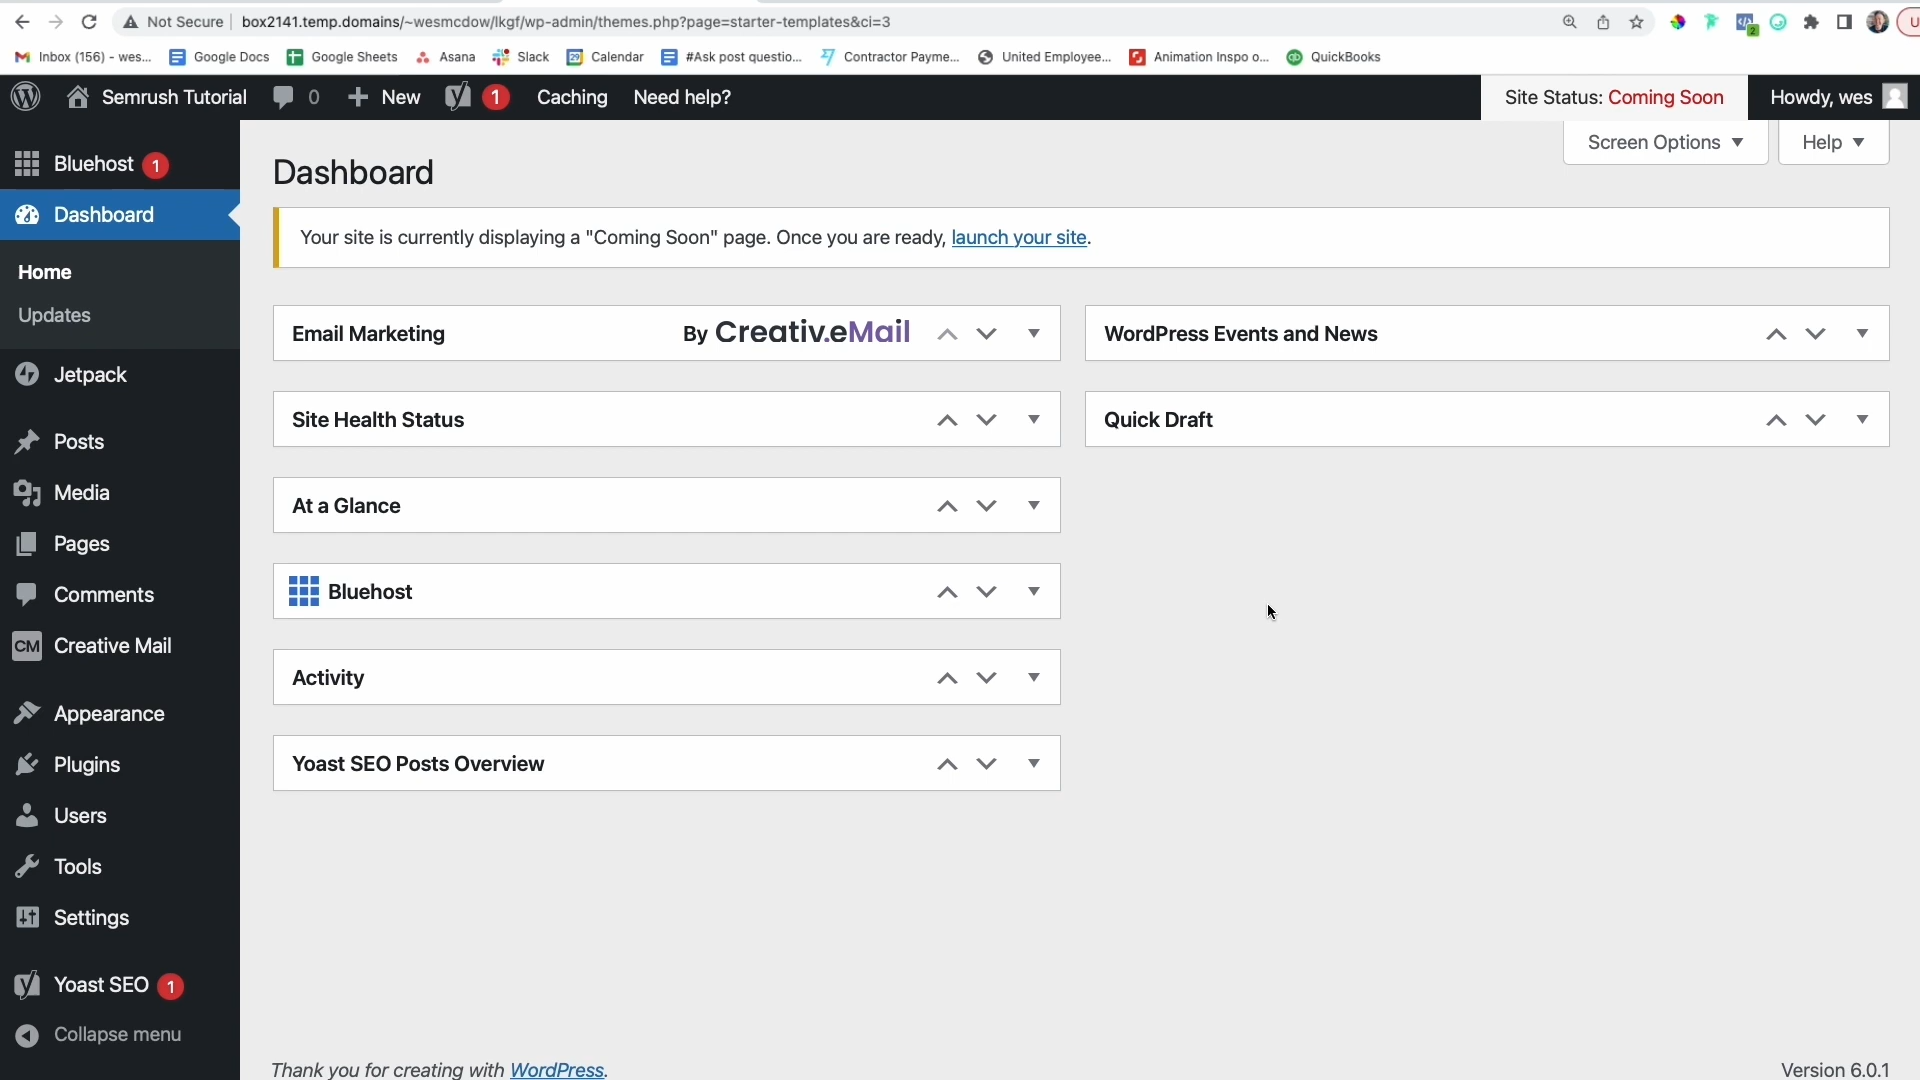 Not Secure box2141.temp.domains/~wesmcdow/lkgf/wp-admin/themes.php?page=starter-templates&ci=3
2
U
Inbox (156) - wes... Google Docs Google Sheets Asana Slack Calendar #Ask post questio... Contractor Payme... United Employee... Animation Inspo o... QuickBooks
Semrush Tutorial 0 New 1 Caching Need help? Site Status: Coming Soon Howdy, wes
Screen Options Help
Bluehost 1
Dashboard
Home
Updates
Jetpack
Posts
Media
Pages
Comments
CM Creative Mail
Appearance
Plugins
Users
Tools
Settings
Yoast SEO 1
Collapse menu
Dashboard
Your site is currently displaying a "Coming Soon" page. Once you are ready, launch your site.
Email Marketing By Creativ.eMail
Site Health Status
At a Glance
Bluehost
Activity
Yoast SEO Posts Overview
WordPress Events and News
Quick Draft
Thank you for creating with WordPress.
Version 6.0.1